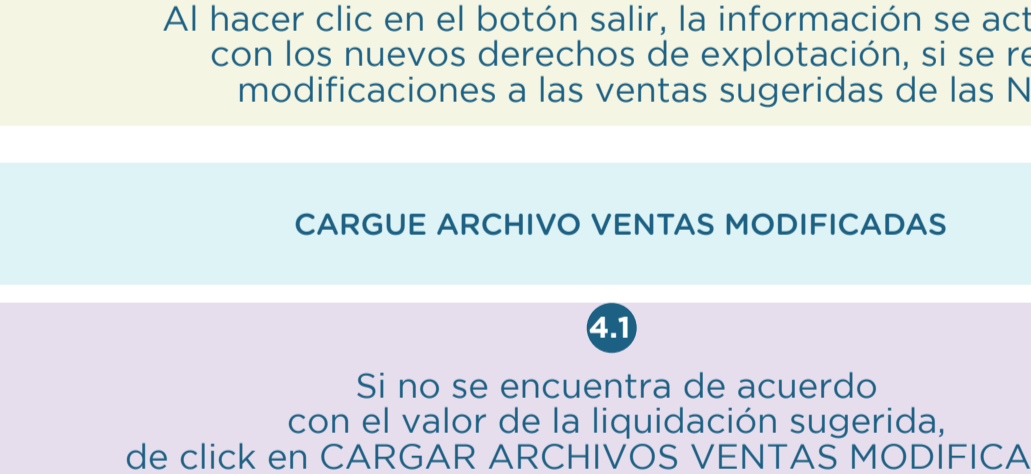 Al hacer clic en el botón salir, la información se act
con los nuevos derechos de explotación, si se re
modificaciones a las ventas sugeridas de las N
CARGUE ARCHIVO VENTAS MODIFICADAS
4.1
Si no se encuentra de acuerdo
con el valor de la liquidación sugerida,
de click en CARGAR ARCHIVOS VENTAS MODIFICA